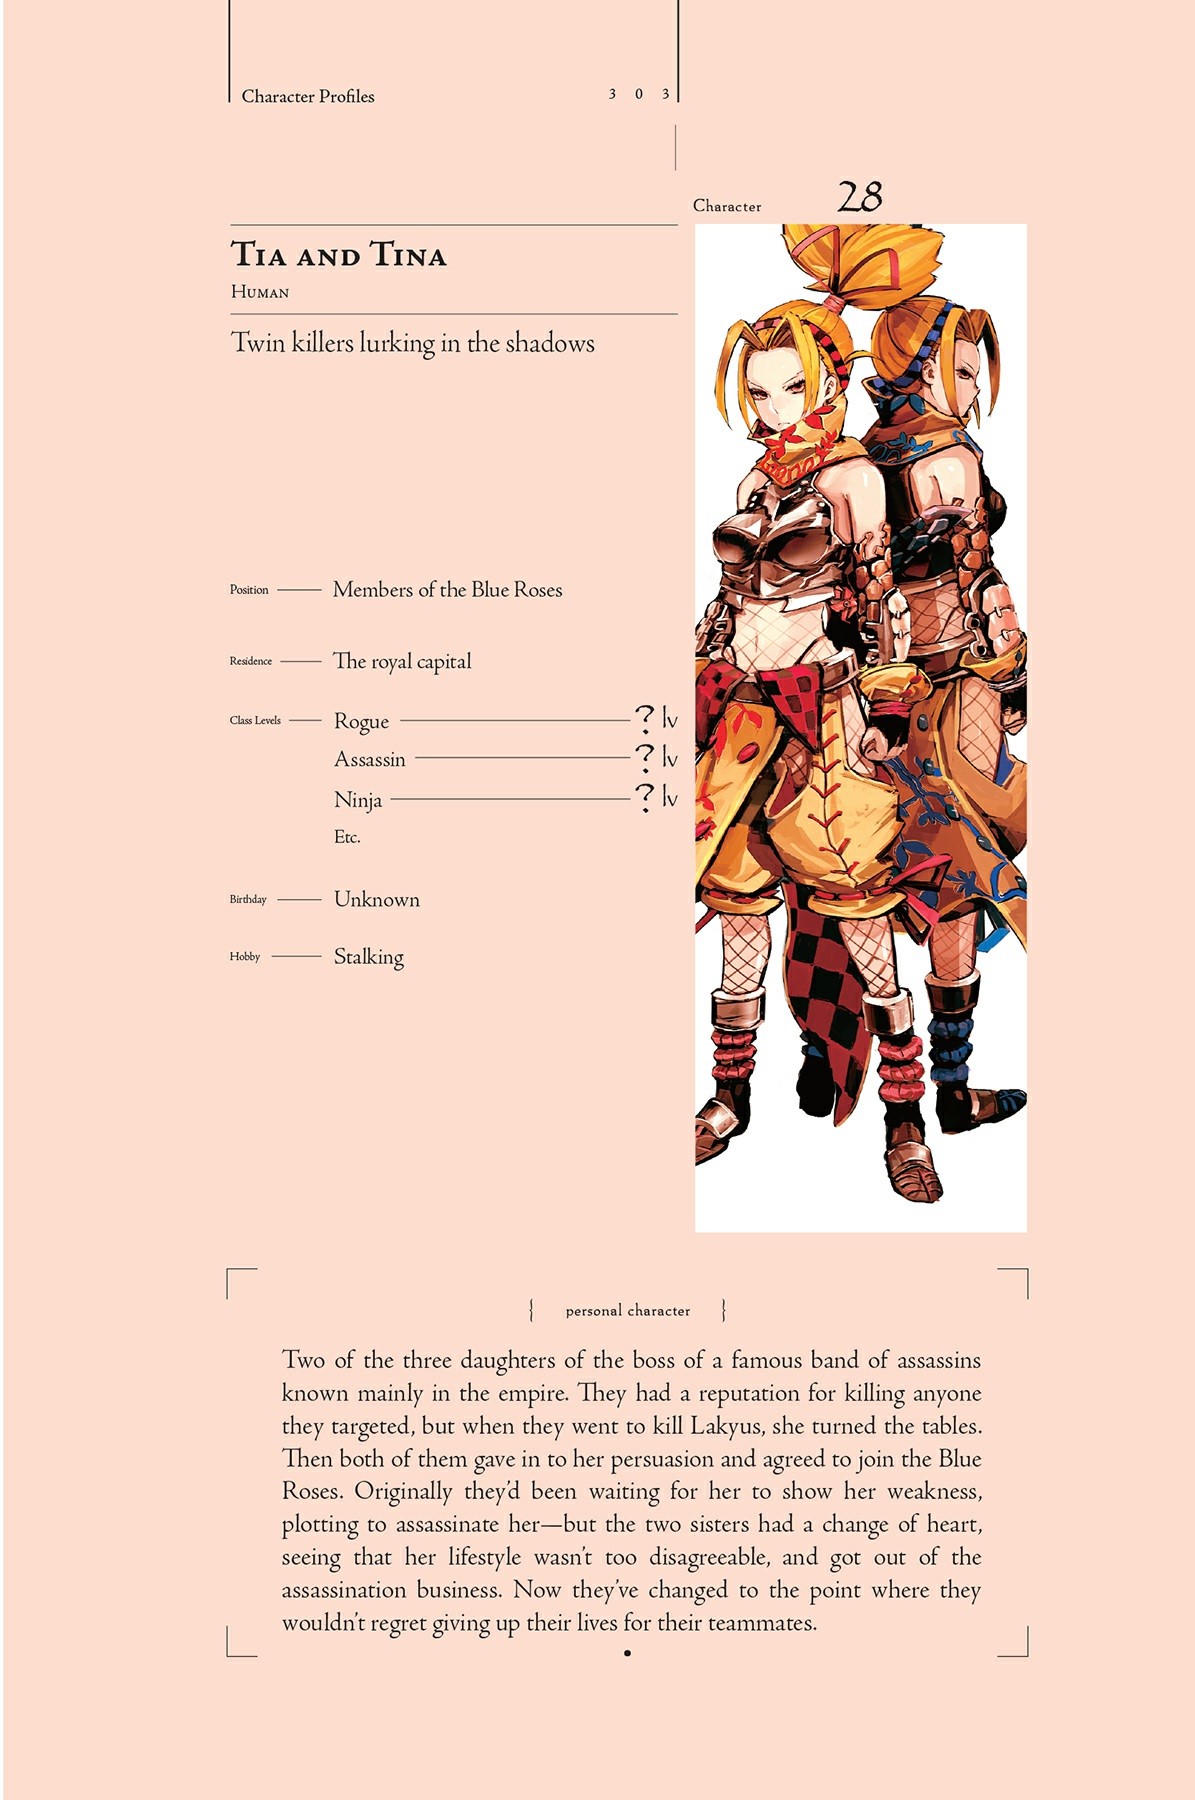 Character Profiles 303
Character 28
Tia and Tina
Human
Twin killers lurking in the shadows
Position Members of the Blue Roses
Residence The royal capital
Class Levels Rogue ? lv
Assassin ? lv
Ninja ? lv
Etc.
Birthday Unknown
Hobby Stalking
{ personal character }
Two of the three daughters of the boss of a famous band of assassins
known mainly in the empire. They had a reputation for killing anyone
they targeted, but when they went to kill Lakyus, she turned the tables.
Then both of them gave in to her persuasion and agreed to join the Blue
Roses. Originally they'd been waiting for her to show her weakness,
plotting to assassinate her—but the two sisters had a change of heart,
seeing that her lifestyle wasn't too disagreeable, and got out of the
assassination business. Now they've changed to the point where they
wouldn't regret giving up their lives for their teammates.